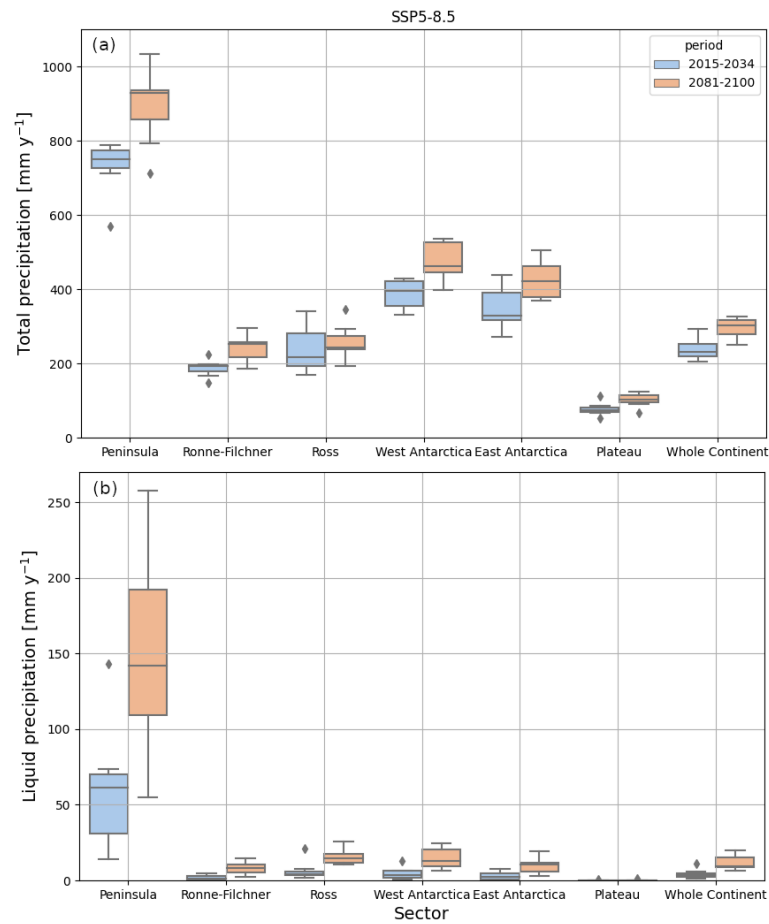 SSP5-8.5
(a)
period
2015-2034
2081-2100
Total precipitation [mm y⁻¹]
1000
800
600
400
200
0
Peninsula Ronne-Filchner Ross West Antarctica East Antarctica Plateau Whole Continent
(b)
Liquid precipitation [mm y⁻¹]
250
200
150
100
50
0
Peninsula Ronne-Filchner Ross West Antarctica East Antarctica Plateau Whole Continent
Sector